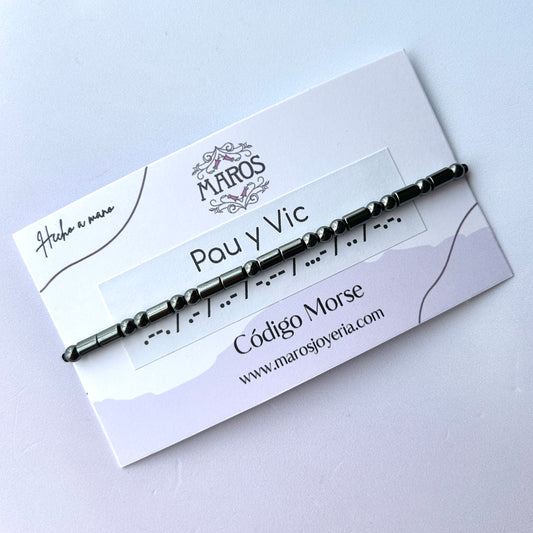 Hecho a mano
MAROS
Pau y Vic
.--. / .- / ..- / -.-- / ...- / .. / -.-.
Código Morse
www.marosjoyeria.com